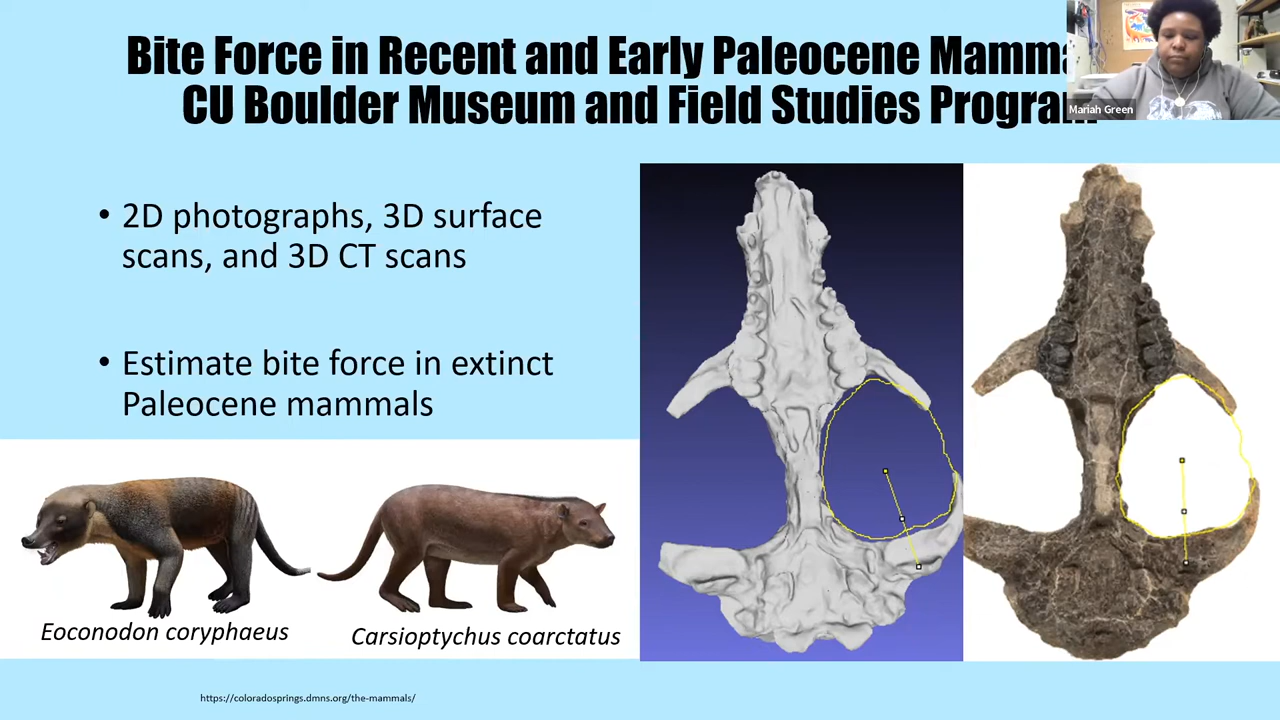 Bite Force in Recent and Early Paleocene
CU Boulder Museum and Field Studies Program
Mariah Green
• 2D photographs, 3D surface
scans, and 3D CT scans
• Estimate bite force in extinct
Paleocene mammals
Eoconodon coryphaeus
Carsioptychus coarctatus
https://coloradosprings.dmns.org/the-mammals/